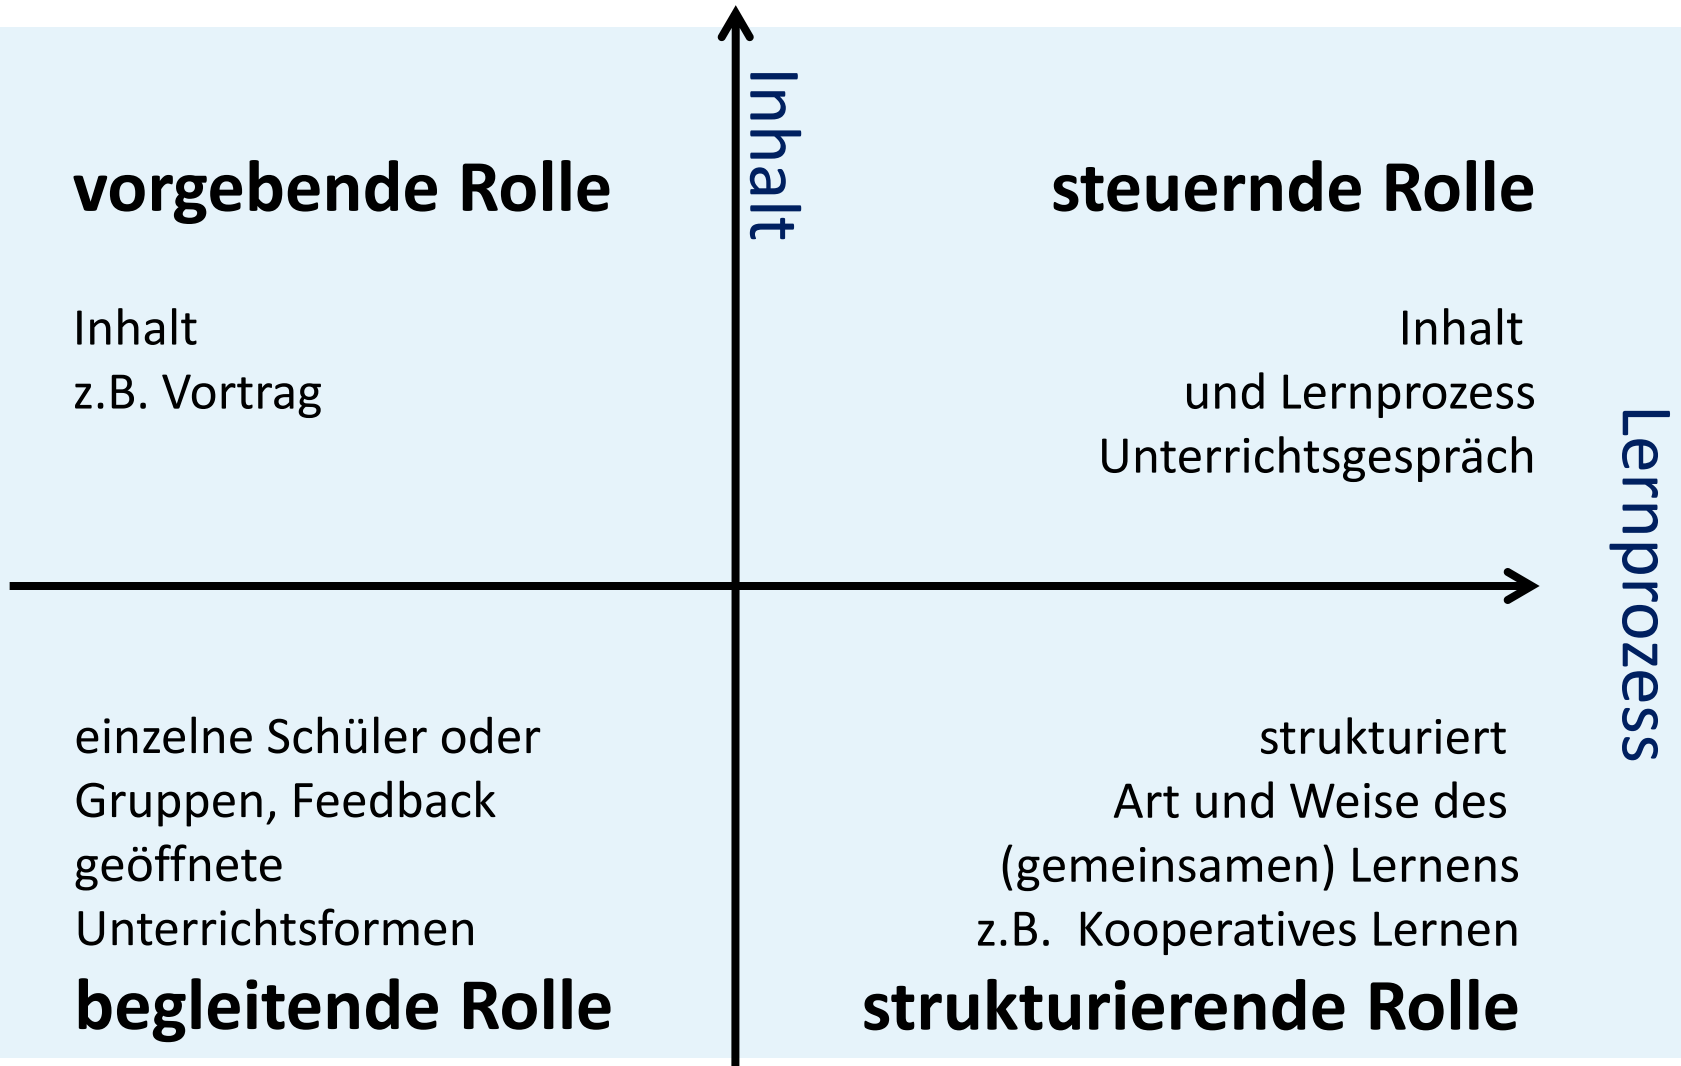 Inhalt
vorgebende Rolle
Inhalt
z.B. Vortrag
steuernde Rolle
Inhalt
und Lernprozess
Unterrichtsgespräch
Lernprozess
einzelne Schüler oder
Gruppen, Feedback
geöffnete
Unterrichtsformen
begleitende Rolle
strukturiert
Art und Weise des
(gemeinsamen) Lernens
z.B. Kooperatives Lernen
strukturierende Rolle